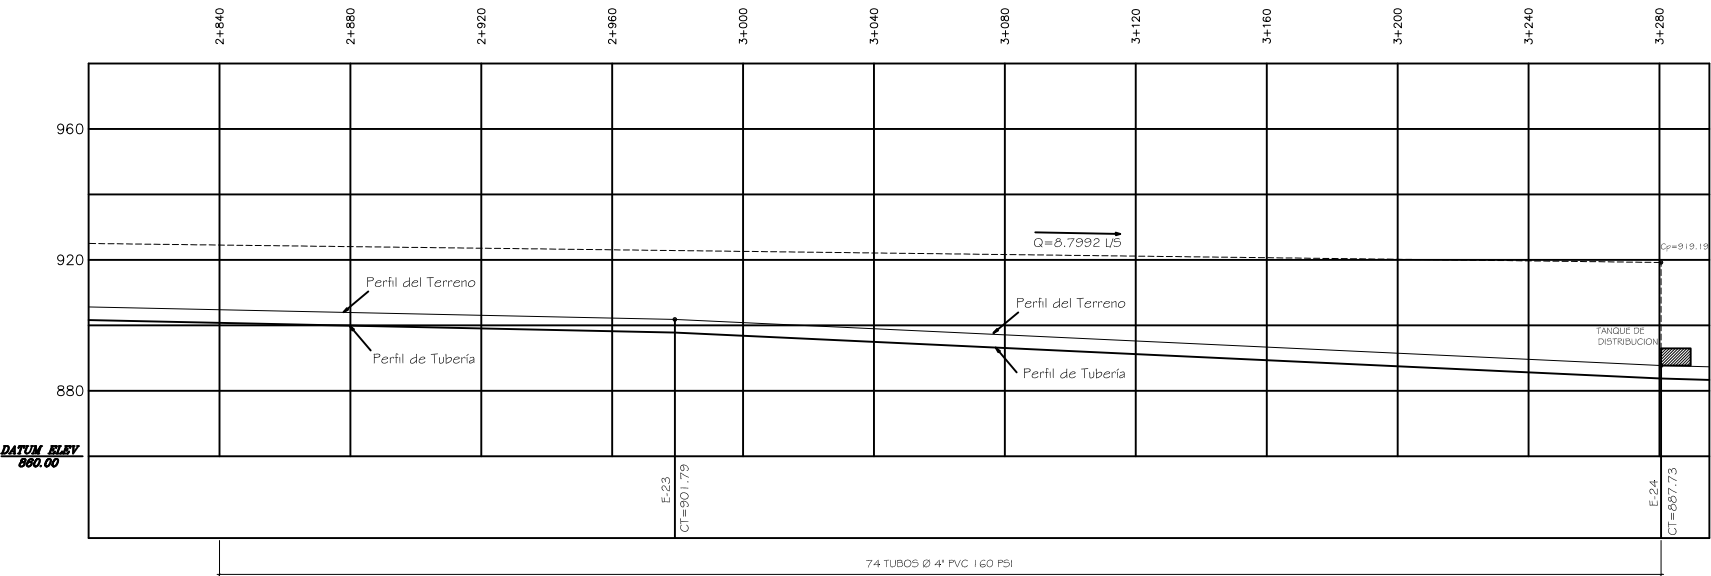 2+840
2+880
2+920
2+960
3+000
3+040
3+080
3+120
3+160
3+200
3+240
3+280
960
920
880
DATUM ELEV
860.00
Q=8.7992 L/S
Cp=919.19
Perfil del Terreno
Perfil de Tubería
Perfil del Terreno
Perfil de Tubería
TANQUE DE
DISTRIBUCION
E-23
CT=901.79
E-24
CT=887.73
74 TUBOS Ø 4" PVC 160 PSI